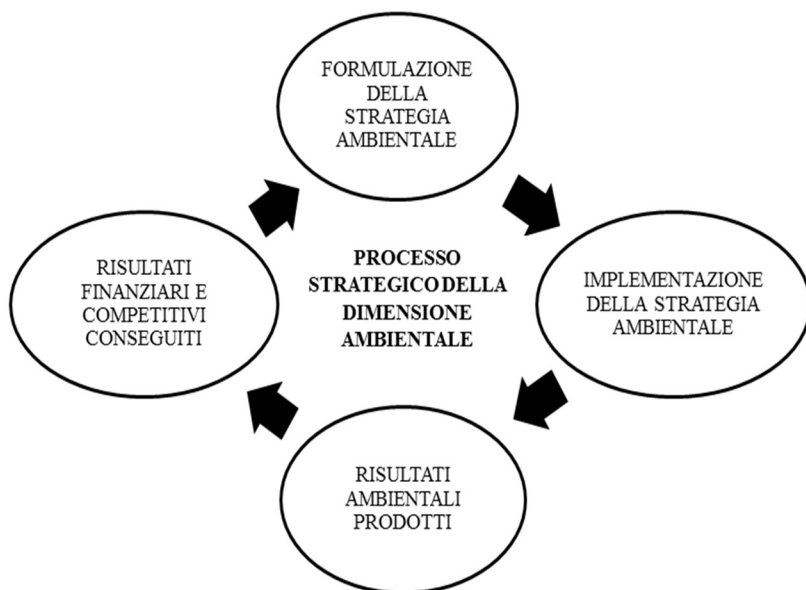 FORMULAZIONE
DELLA
STRATEGIA
AMBIENTALE
PROCESSO
STRATEGICO DELLA
DIMENSIONE
AMBIENTALE
RISULTATI
FINANZIARI E
COMPETITIVI
CONSEGUITI
IMPLEMENTAZIONE
DELLA STRATEGIA
AMBIENTALE
RISULTATI
AMBIENTALI
PRODOTTI